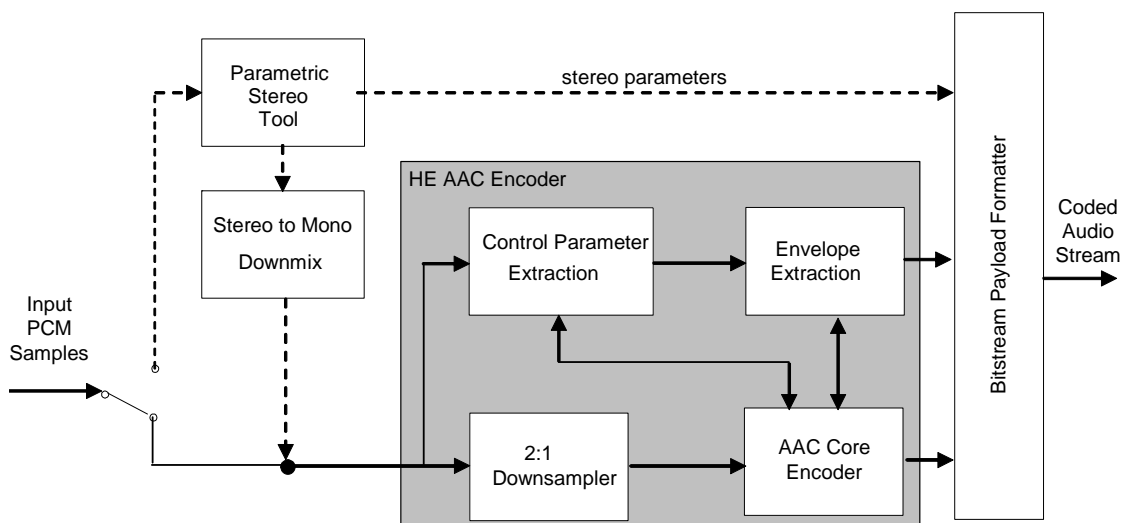 Parametric
Stereo
Tool
stereo parameters
Stereo to Mono
Downmix
HE AAC Encoder
Control Parameter
Extraction
Envelope
Extraction
Input
PCM
Samples
2:1
Downsampler
AAC Core
Encoder
Bitstream Payload Formatter
Coded
Audio
Stream